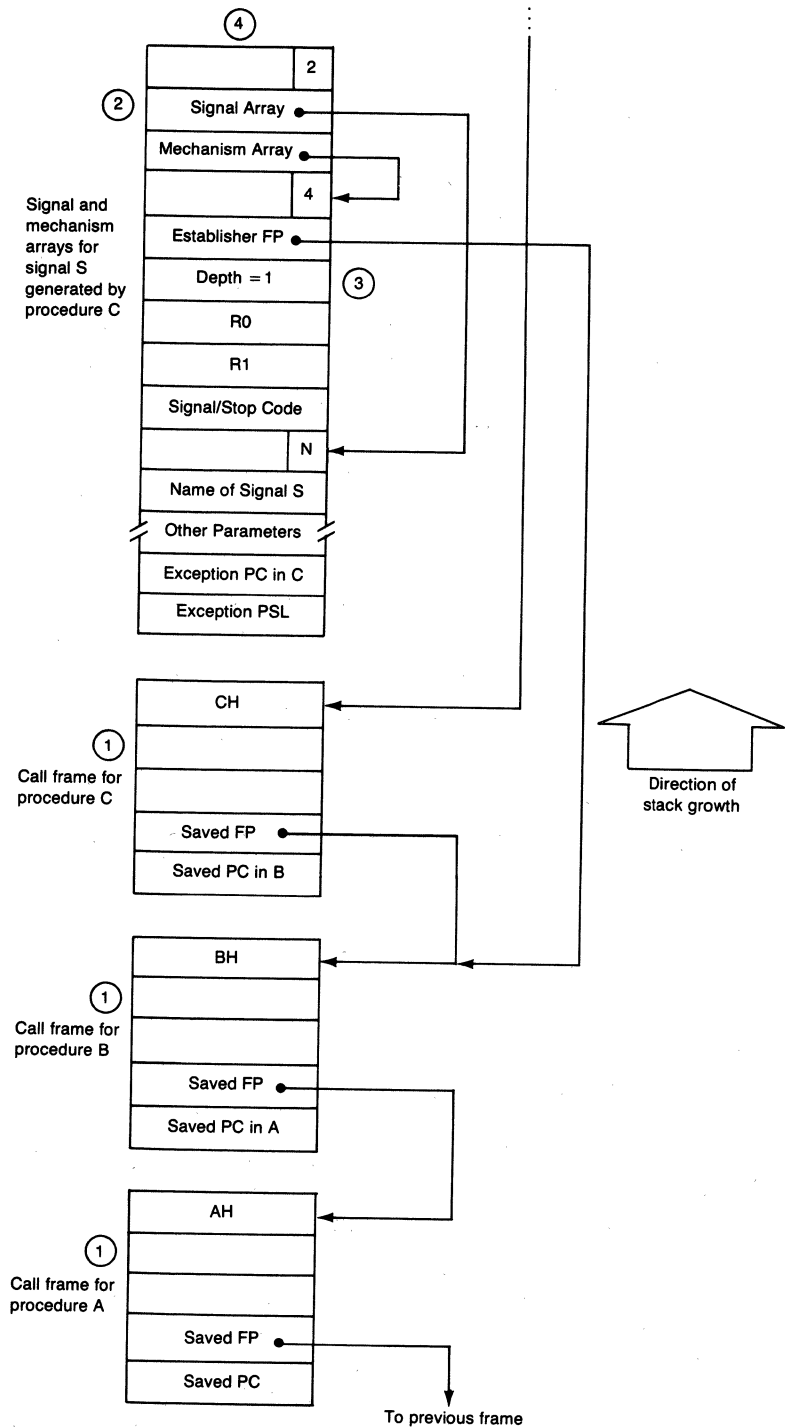 4
2
2
Signal Array
Mechanism Array
4
Signal and
mechanism
arrays for
signal S
generated by
procedure C
Establisher FP
Depth = 1
3
R0
R1
Signal/Stop Code
N
Name of Signal S
Other Parameters
Exception PC in C
Exception PSL
CH
1
Call frame for
procedure C
Saved FP
Saved PC in B
Direction of
stack growth
BH
1
Call frame for
procedure B
Saved FP
Saved PC in A
AH
1
Call frame for
procedure A
Saved FP
Saved PC
To previous frame